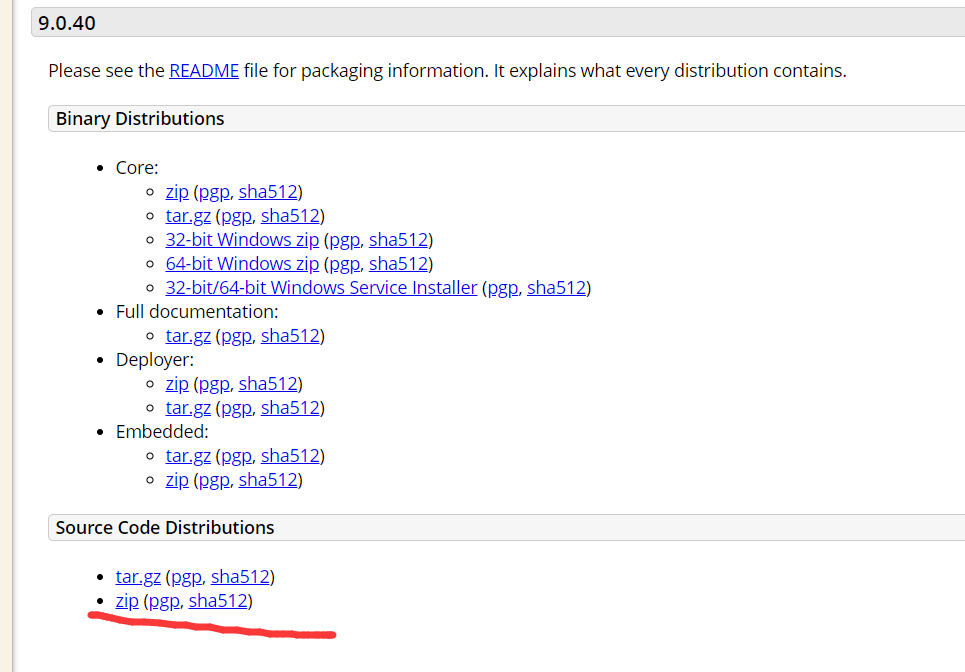 9.0.40
Please see the README file for packaging information. It explains what every distribution contains.
Binary Distributions
Core:
zip (pgp, sha512)
tar.gz (pgp, sha512)
32-bit Windows zip (pgp, sha512)
64-bit Windows zip (pgp, sha512)
32-bit/64-bit Windows Service Installer (pgp, sha512)
Full documentation:
tar.gz (pgp, sha512)
Deployer:
zip (pgp, sha512)
tar.gz (pgp, sha512)
Embedded:
tar.gz (pgp, sha512)
zip (pgp, sha512)
Source Code Distributions
tar.gz (pgp, sha512)
zip (pgp, sha512)